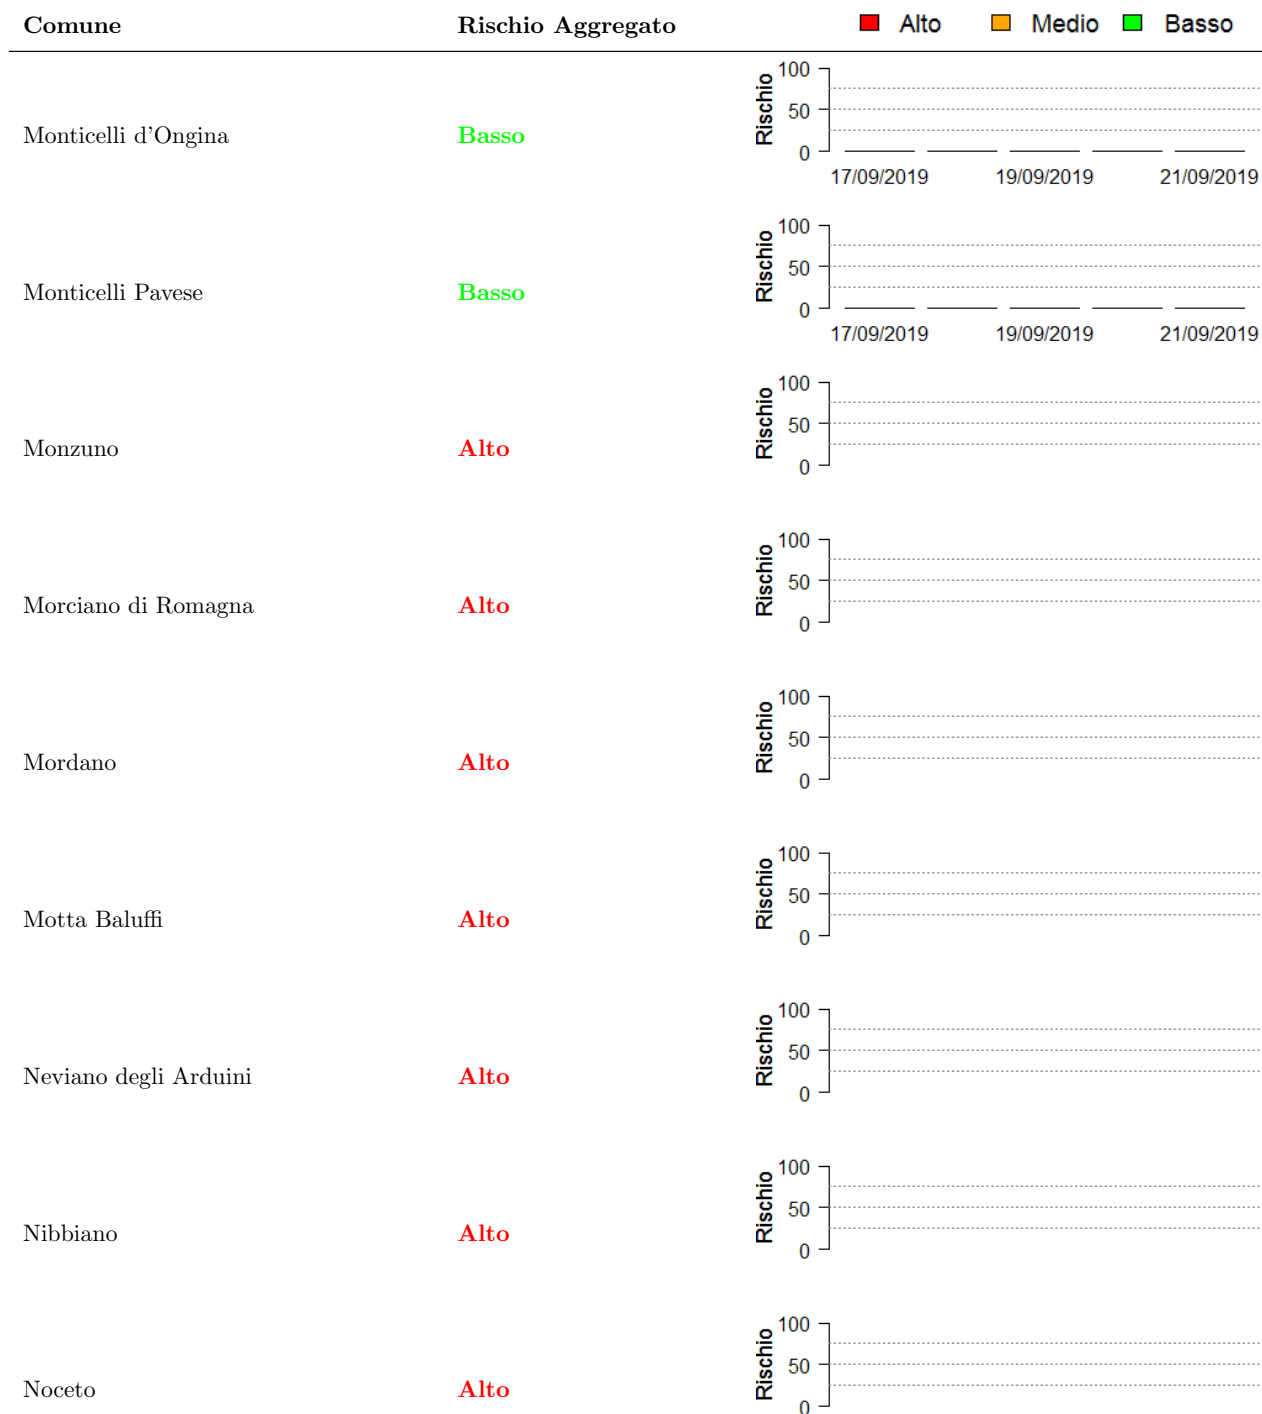 Comune Rischio Aggregato Alto Medio Basso
100
50
0
Rischio
Monticelli d'Ongina Basso
17/09/2019 19/09/2019 21/09/2019
100
50
0
Rischio
Monticelli Pavese Basso
17/09/2019 19/09/2019 21/09/2019
100
50
0
Rischio
Monzuno Alto
100
50
0
Rischio
Morciano di Romagna Alto
100
50
0
Rischio
Mordano Alto
100
50
0
Rischio
Motta Baluffi Alto
100
50
0
Rischio
Neviano degli Arduini Alto
100
50
0
Rischio
Nibbiano Alto
100
50
0
Rischio
Noceto Alto